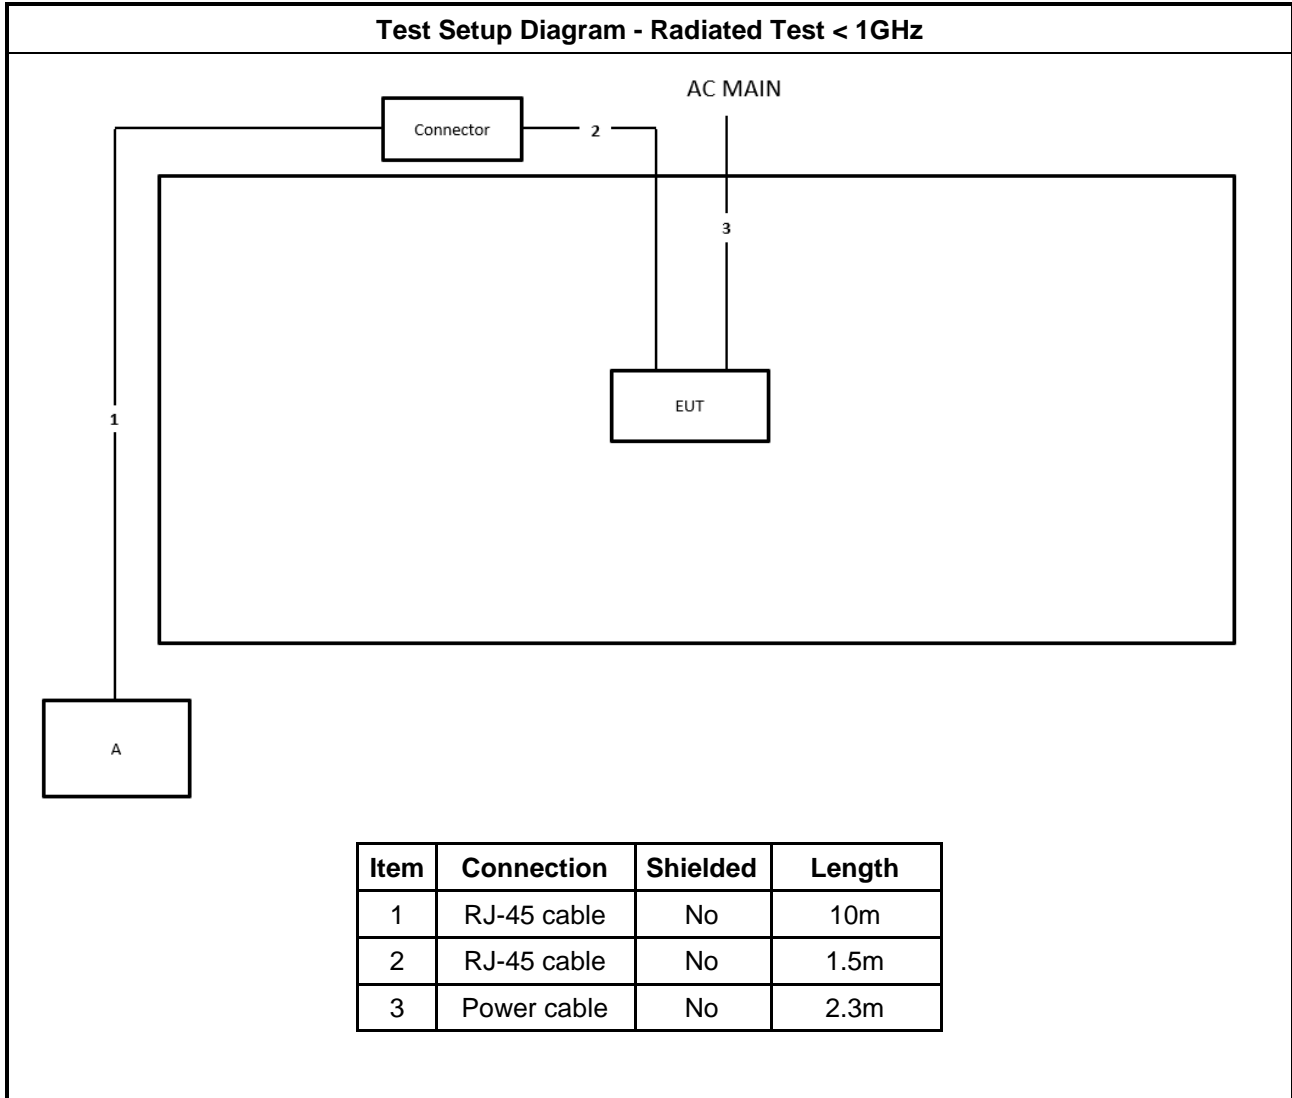 Test Setup Diagram - Radiated Test < 1GHz
AC MAIN
Connector
2
3
EUT
1
A
Item Connection Shielded Length
1 RJ-45 cable No 10m
2 RJ-45 cable No 1.5m
3 Power cable No 2.3m